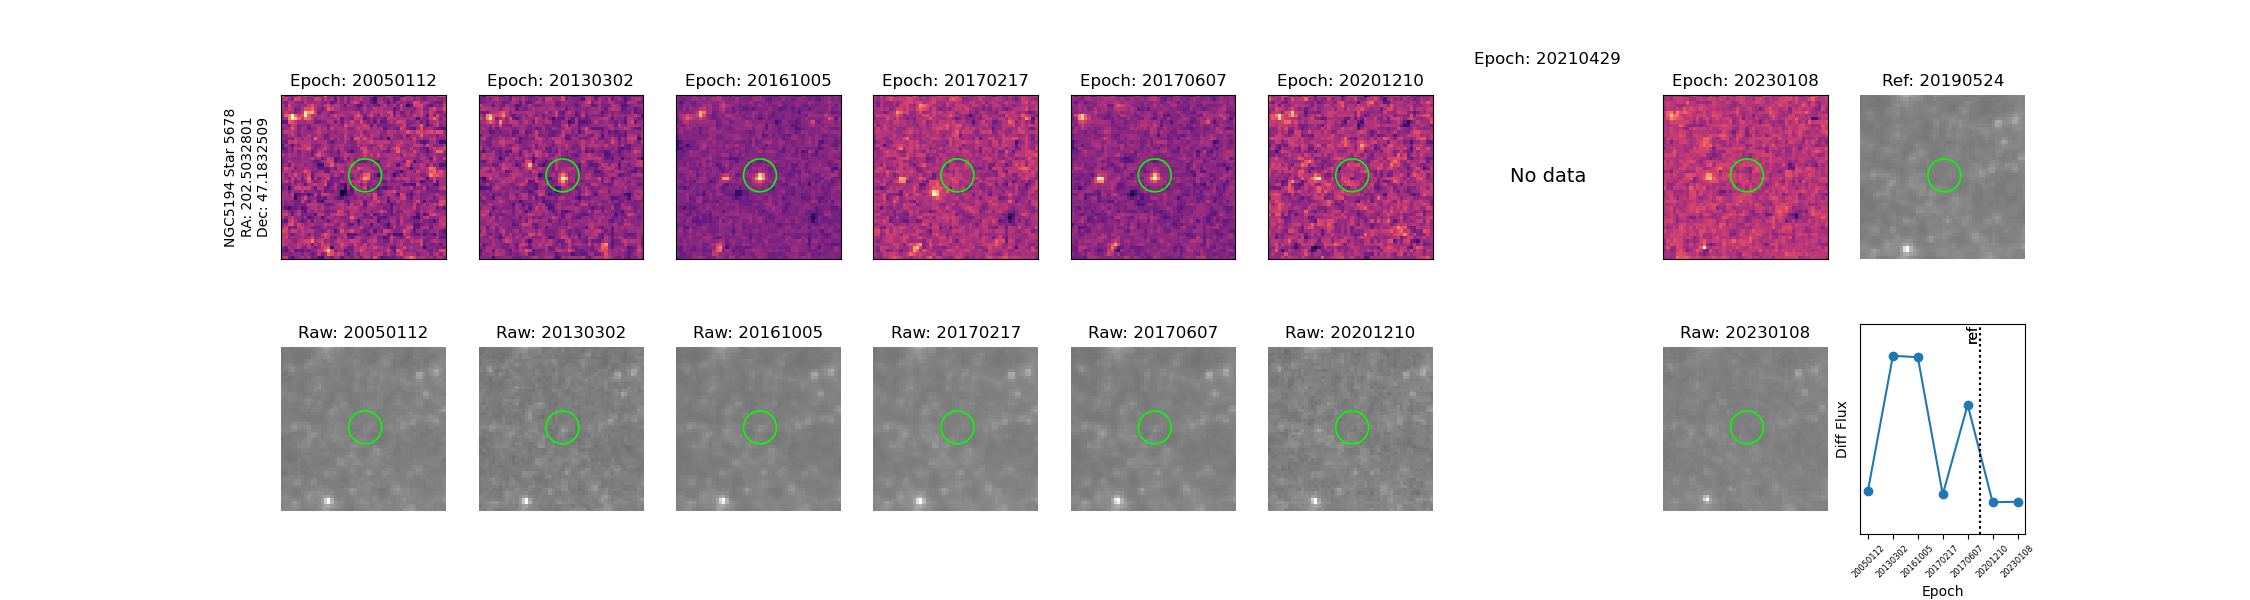 Epoch: 20210429
Epoch: 20050112
Epoch: 20130302
Epoch: 20161005
Epoch: 20170217
Epoch: 20170607
Epoch: 20201210
Epoch: 20230108
Ref: 20190524
NGC5194 Star 5678
RA: 202.5032801
Dec: 47.1832509
No data
Raw: 20050112
Raw: 20130302
Raw: 20161005
Raw: 20170217
Raw: 20170607
Raw: 20201210
Raw: 20230108
ref
Diff Flux
20050112
20130302
20161005
20170217
20170607
20201210
20230108
Epoch